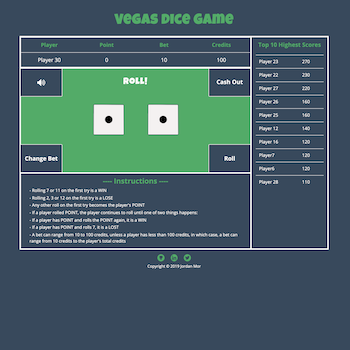 Vegas Dice Game
Player Point Bet Credits
Player 30 0 10 100
ROLL!
Cash Out
Change Bet
Roll
Top 10 Highest Scores
Player 23 270
Player 22 230
Player 27 220
Player 26 160
Player 25 160
Player 12 140
Player 16 120
Player7 120
Player6 120
Player 28 110
Instructions
- Rolling 7 or 11 on the first try is a WIN
- Rolling 2, 3 or 12 on the first try is a LOSE
- Any other roll on the first try becomes the player's POINT
- If a player rolled POINT, the player continues to roll until one of two things happens:
- If a player has POINT and rolls the POINT again, it is a WIN
- If a player has POINT and rolls 7, it is a LOST
- A bet can range from 10 to 100 credits, unless a player has less than 100 credits, in which case, a bet can
range from 10 credits to the player's total credits
Copyright © 2019 Jordan Mor